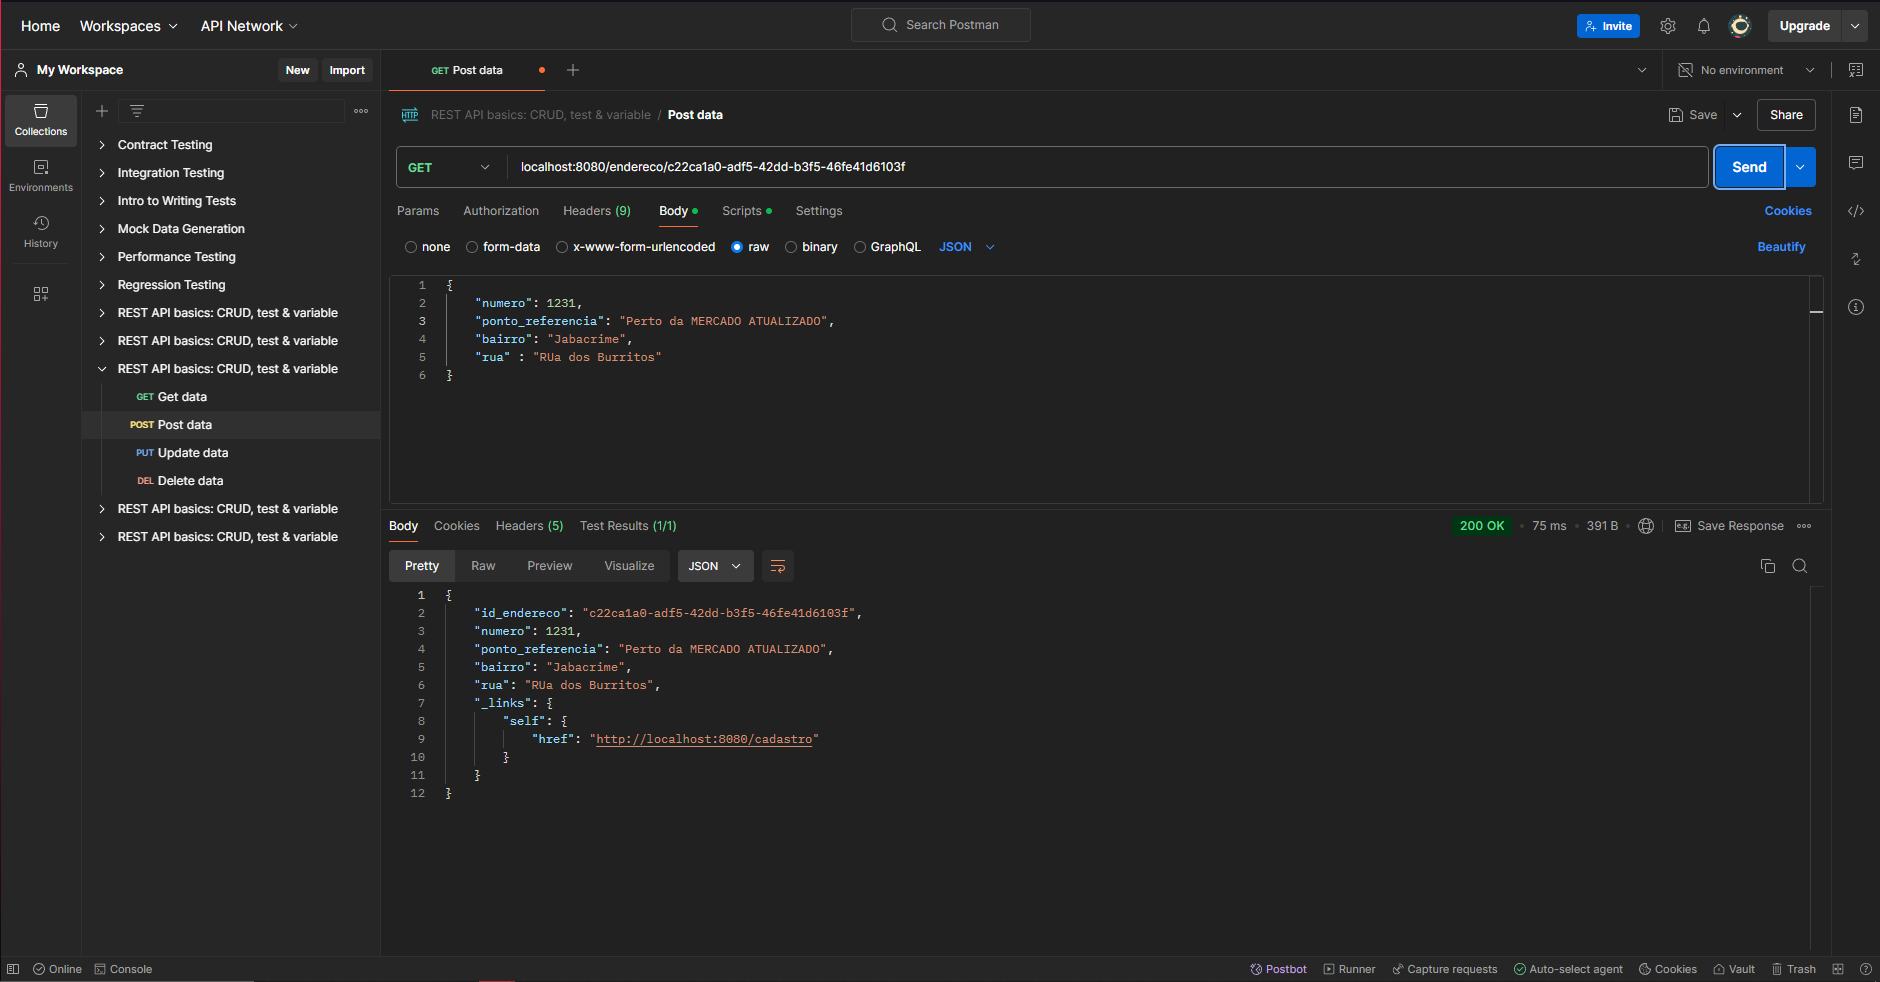 Home Workspaces API Network Search Postman Invite Upgrade
My Workspace New Import GET Post data No environment
Collections
Environments
History
Contract Testing
Integration Testing
Intro to Writing Tests
Mock Data Generation
Performance Testing
Regression Testing
REST API basics: CRUD, test & variable
REST API basics: CRUD, test & variable
REST API basics: CRUD, test & variable
GET Get data
POST Post data
PUT Update data
DEL Delete data
REST API basics: CRUD, test & variable
REST API basics: CRUD, test & variable
HTTP REST API basics: CRUD, test & variable / Post data Save Share
GET localhost:8080/endereco/c22ca1a0-adf5-42dd-b3f5-46fe41d6103f Send
Params Authorization Headers (9) Body Scripts Settings Cookies
none form-data x-www-form-urlencoded raw binary GraphQL JSON Beautify
1 {
2 "numero": 1231,
3 "ponto_referencia": "Perto da MERCADO ATUALIZADO",
4 "bairro": "Jabacrime",
5 "rua" : "RUa dos Burritos"
6 }
Body Cookies Headers (5) Test Results (1/1) 200 OK 75 ms 391 B e.g. Save Response
Pretty Raw Preview Visualize JSON
1 {
2 "id_endereco": "c22ca1a0-adf5-42dd-b3f5-46fe41d6103f",
3 "numero": 1231,
4 "ponto_referencia": "Perto da MERCADO ATUALIZADO",
5 "bairro": "Jabacrime",
6 "rua": "RUa dos Burritos",
7 "_links": {
8 "self": {
9 "href": "http://localhost:8080/cadastro"
10 }
11 }
12 }
Online Console Postbot Runner Capture requests Auto-select agent Cookies Vault Trash